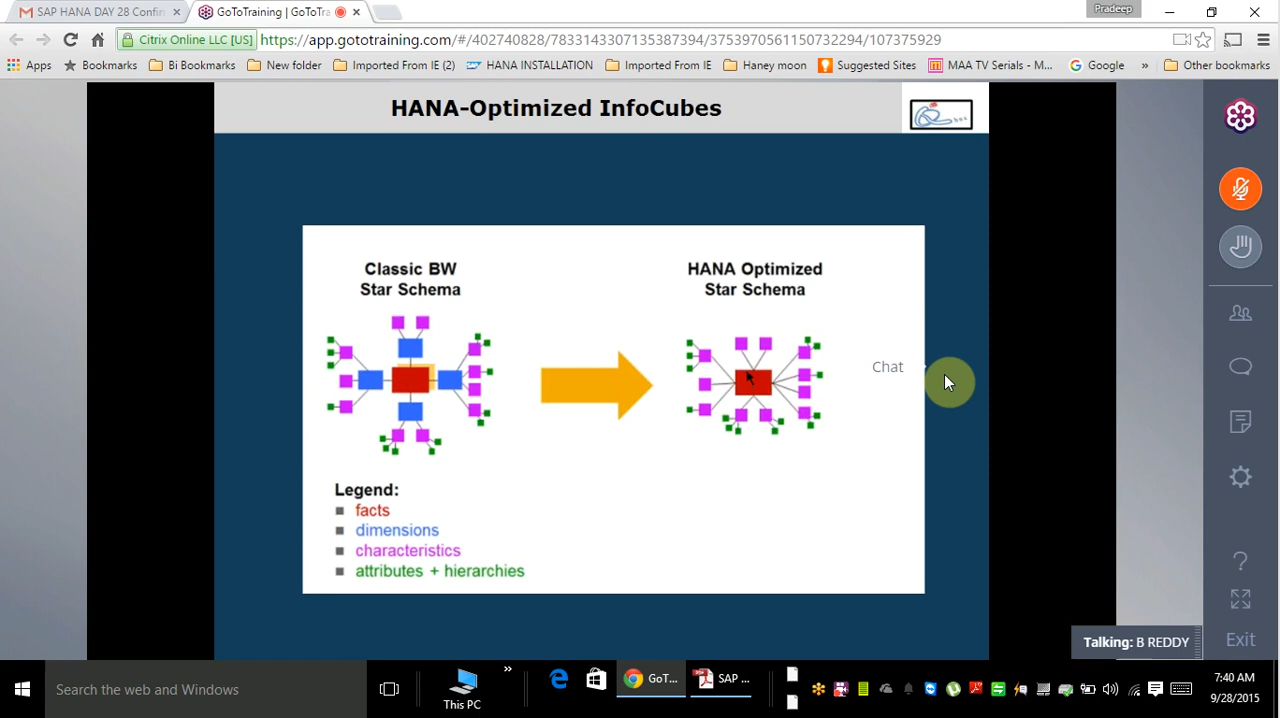 SAP HANA DAY 28 Confir
GoToTraining | GoToTra
Pradeep
Citrix Online LLC [US]
https://app.gototraining.com/#/402740828/7833143307135387394/3753970561150732294/107375929
Apps
Bookmarks
Bi Bookmarks
New folder
Imported From IE (2)
HANA INSTALLATION
Imported From IE
Haney moon
Suggested Sites
MAA TV Serials - M...
Google
»
Other bookmarks
HANA-Optimized InfoCubes
Classic BW
Star Schema
HANA Optimized
Star Schema
Chat
Legend:
facts
dimensions
characteristics
attributes + hierarchies
Talking: B REDDY
Exit
Search the web and Windows
This PC
»
GoT...
SAP ...
7:40 AM
9/28/2015